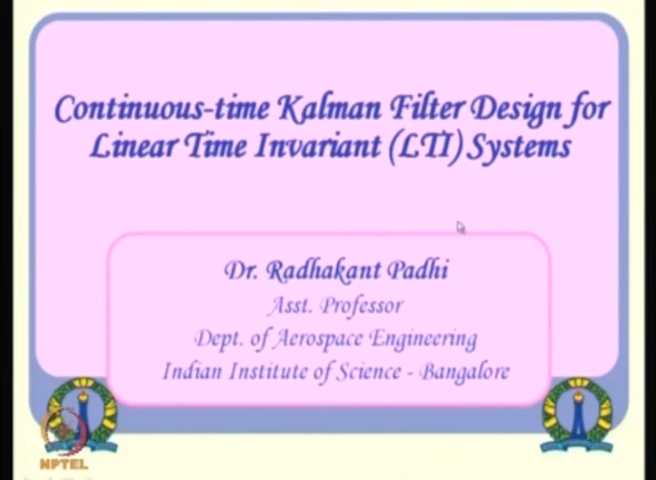 Continuous-time Kalman Filter Design for
Linear Time Invariant (LTI) Systems
Dr. Radhakant Padhi
Asst. Professor
Dept. of Aerospace Engineering
Indian Institute of Science - Bangalore
NPTEL